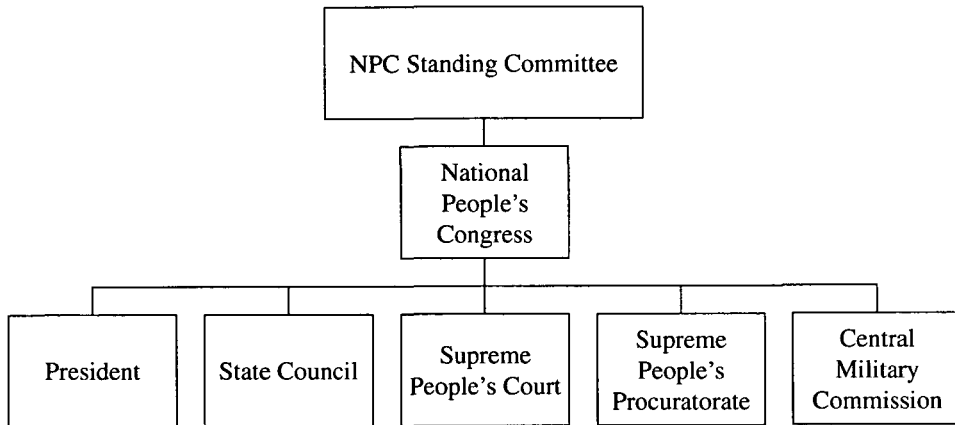 NPC Standing Committee
National
People’s
Congress
President
State Council
Supreme
People’s Court
Supreme
People’s
Procuratorate
Central
Military
Commission